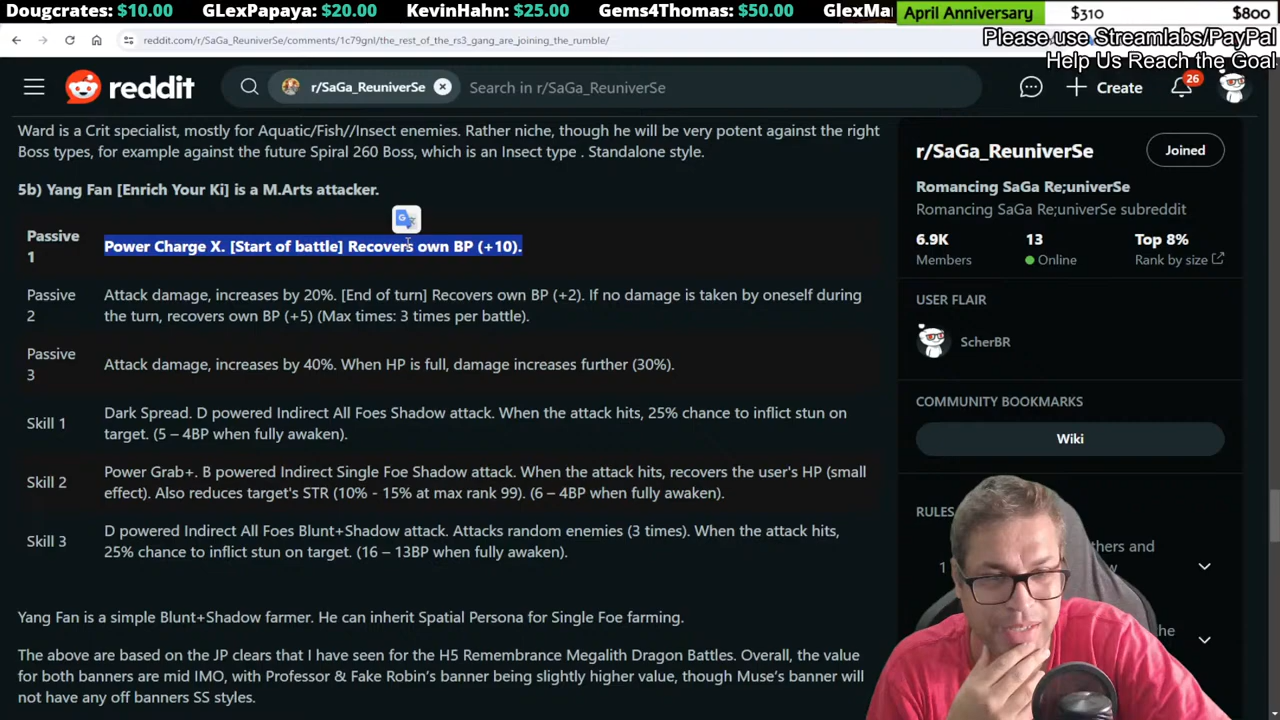 Dougcrates: $10.00 GLexPapaya: $20.00 KevinHahn: $25.00 Gems4Thomas: $50.00 GlexMa
April Anniversary $310 $800
Please use Streamlabs/PayPal
Help Us Reach the Goal
reddit.com/r/SaGa_ReuniverSe/comments/1c79gnl/the_rest_of_the_rs3_gang_are_joining_the_rumble/
reddit
r/SaGa_ReuniverSe
Search in r/SaGa_ReuniverSe
Create
26
Ward is a Crit specialist, mostly for Aquatic/Fish//Insect enemies. Rather niche, though he will be very potent against the right
Boss types, for example against the future Spiral 260 Boss, which is an Insect type . Standalone style.
5b) Yang Fan [Enrich Your Ki] is a M.Arts attacker.
Passive
1
Power Charge X. [Start of battle] Recovers own BP (+10).
Passive
2
Attack damage, increases by 20%. [End of turn] Recovers own BP (+2). If no damage is taken by oneself during
the turn, recovers own BP (+5) (Max times: 3 times per battle).
Passive
3
Attack damage, increases by 40%. When HP is full, damage increases further (30%).
Skill 1
Dark Spread. D powered Indirect All Foes Shadow attack. When the attack hits, 25% chance to inflict stun on
target. (5 – 4BP when fully awaken).
Skill 2
Power Grab+. B powered Indirect Single Foe Shadow attack. When the attack hits, recovers the user's HP (small
effect). Also reduces target's STR (10% - 15% at max rank 99). (6 – 4BP when fully awaken).
Skill 3
D powered Indirect All Foes Blunt+Shadow attack. Attacks random enemies (3 times). When the attack hits,
25% chance to inflict stun on target. (16 – 13BP when fully awaken).
Yang Fan is a simple Blunt+Shadow farmer. He can inherit Spatial Persona for Single Foe farming.
The above are based on the JP clears that I have seen for the H5 Remembrance Megalith Dragon Battles. Overall, the value
for both banners are mid IMO, with Professor & Fake Robin’s banner being slightly higher value, though Muse’s banner will
not have any off banners SS styles.
r/SaGa_ReuniverSe
Joined
Romancing SaGa Re;univerSe
Romancing SaGa Re;univerSe subreddit
6.9K 13 Top 8%
Members Online Rank by size
USER FLAIR
ScherBR
COMMUNITY BOOKMARKS
Wiki
RULES
1 thers and
w
he